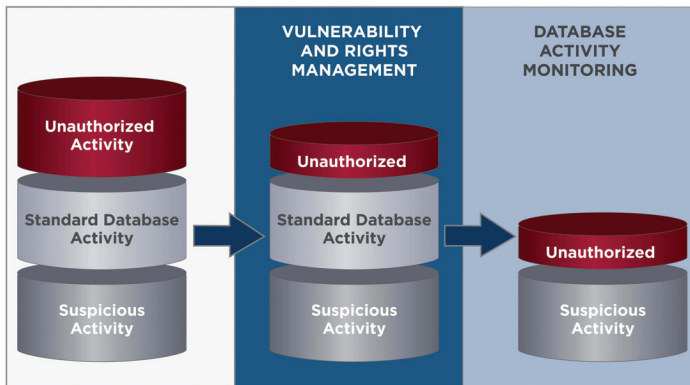 VULNERABILITY
AND RIGHTS
MANAGEMENT
DATABASE
ACTIVITY
MONITORING
Unauthorized
Activity
Standard Database
Activity
Suspicious
Activity
Unauthorized
Standard Database
Activity
Suspicious
Activity
Unauthorized
Suspicious
Activity